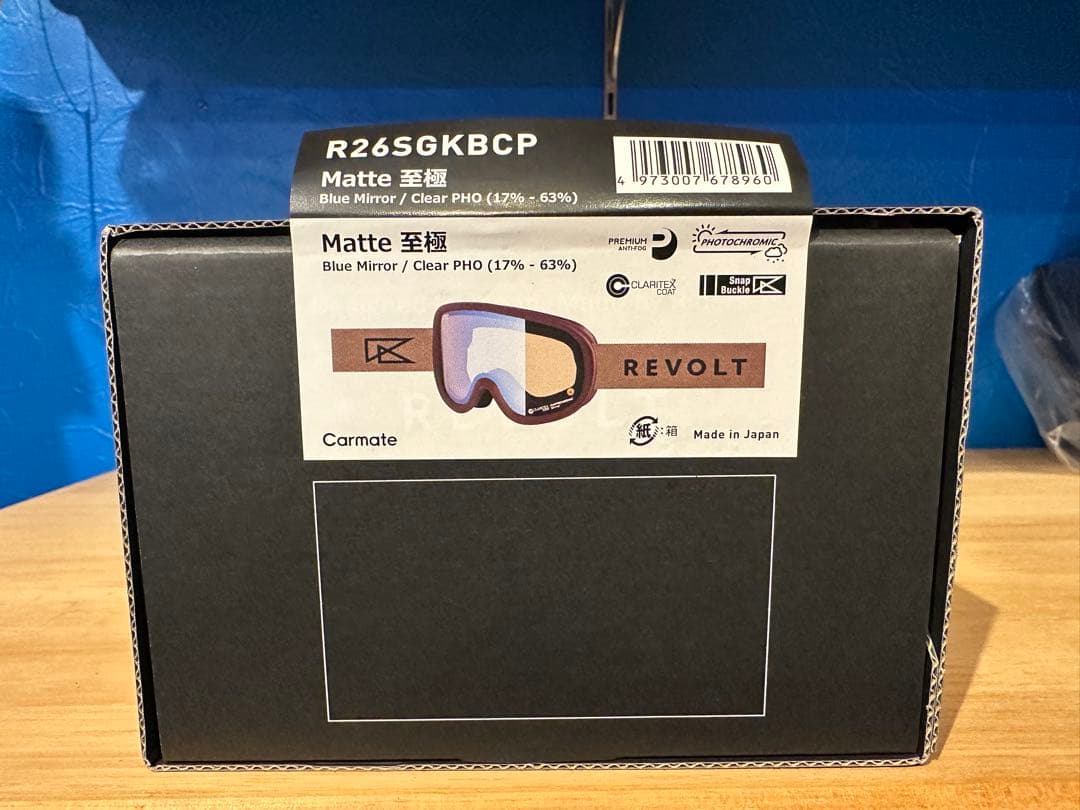 R26SGKBCP
Matte 至極
Blue Mirror / Clear PHO (17% - 63%)
4 973007 678960
Matte 至極
Blue Mirror / Clear PHO (17% - 63%)
PREMIUM
ANTI-FOG
PHOTOCHROMIC
CLARITEX
COAT
Snap
Buckle
REVOLT
Carmate
紙:箱
Made in Japan